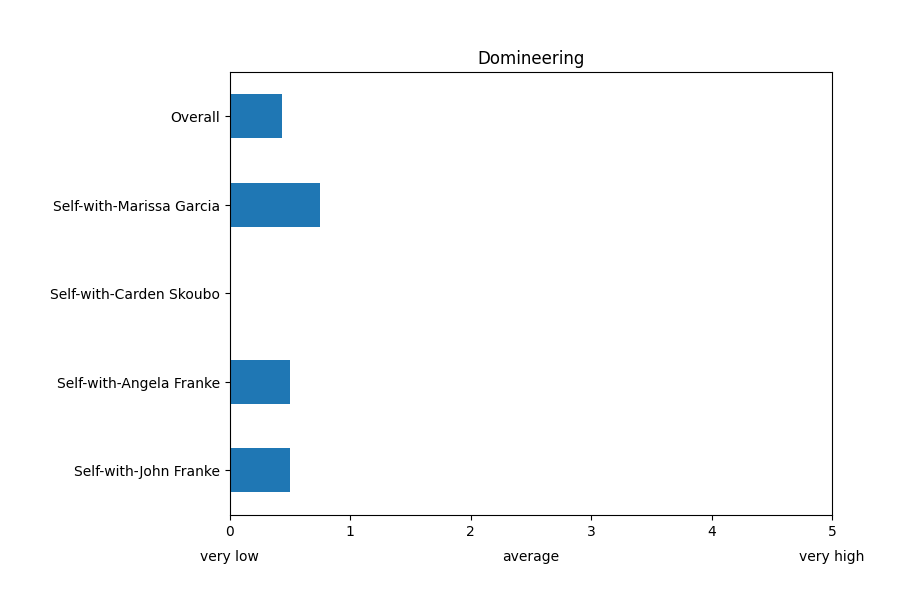 Domineering
Overall
Self-with-Marissa Garcia
Self-with-Carden Skoubo
Self-with-Angela Franke
Self-with-John Franke
0 1 2 3 4 5
very low average very high